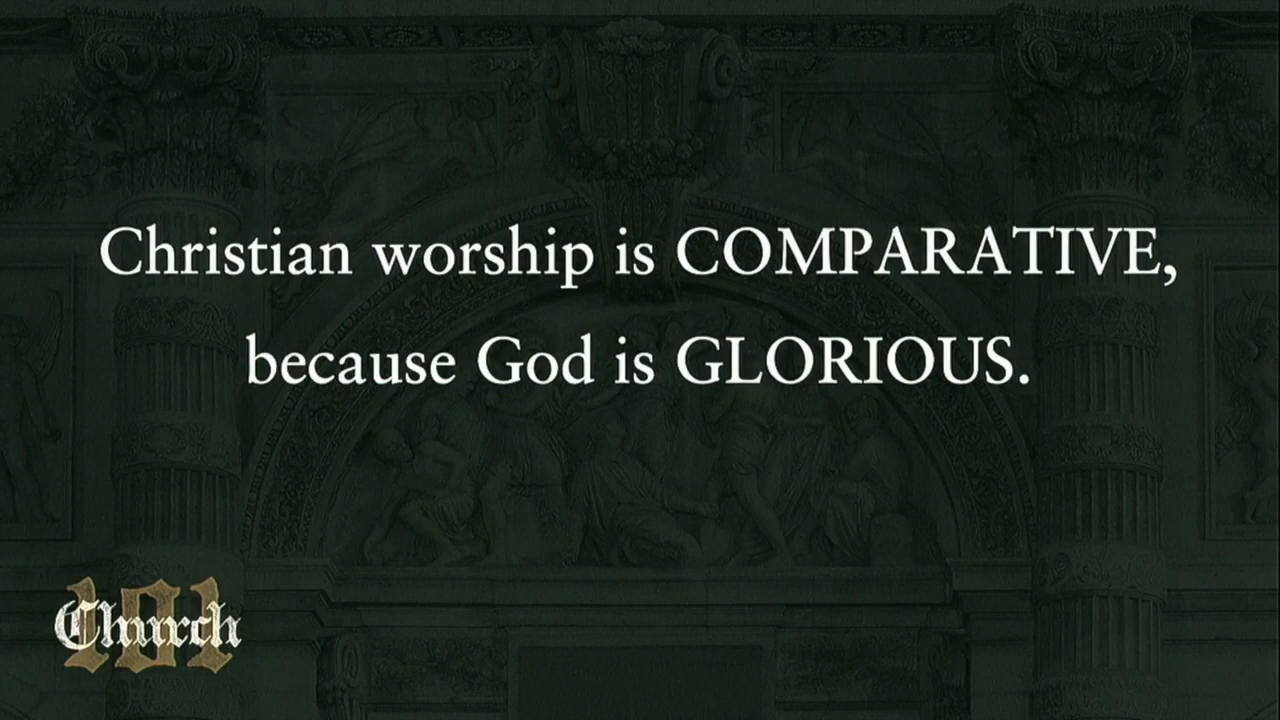 Christian worship is COMPARATIVE,
because God is GLORIOUS.
Church 101